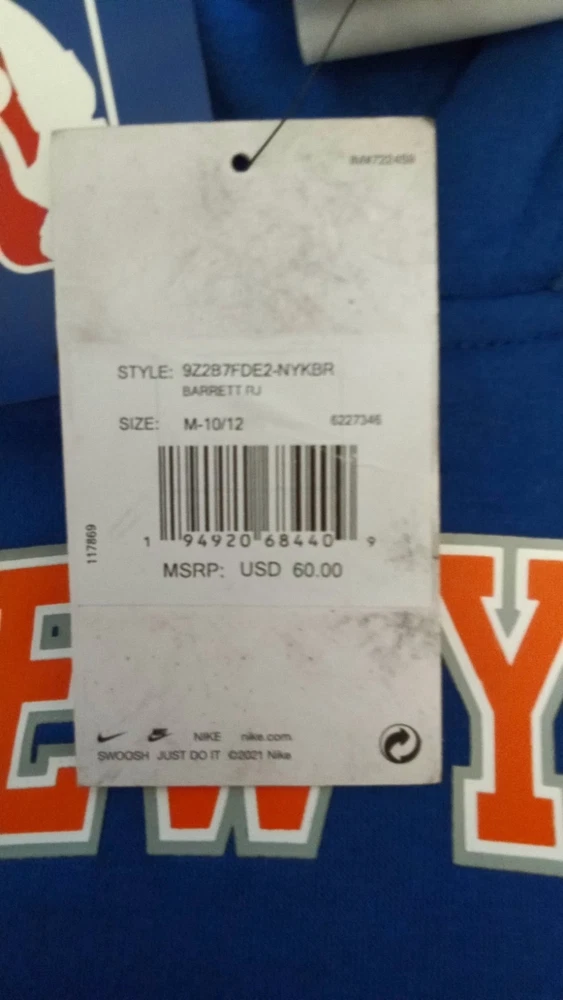 STYLE: 9Z2B7FDE2-NYKBR
BARRETT RJ
SIZE: M-10/12
6227346
117869
1 94920 68440 9
MSRP: USD 60.00
NIKE nike.com
SWOOSH JUST DO IT ©2021 Nike
EW Y